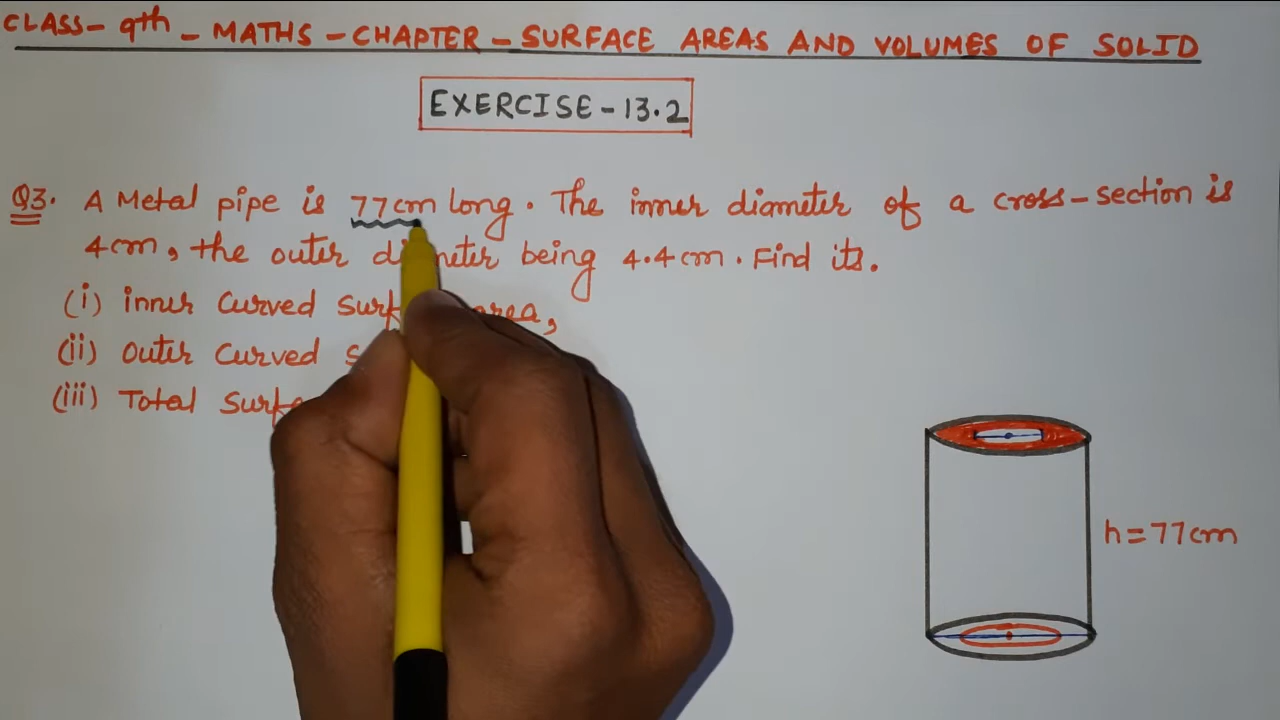 CLASS-9th - MATHS - CHAPTER - SURFACE AREAS AND VOLUMES OF SOLID
EXERCISE-13.2
Q3. A Metal pipe is 77cm long. The inner diameter of a cross-section is
4cm, the outer being 4.4cm. Find its.
(i) inner curved area,
(ii) outer curved
(iii) Total
h=77cm